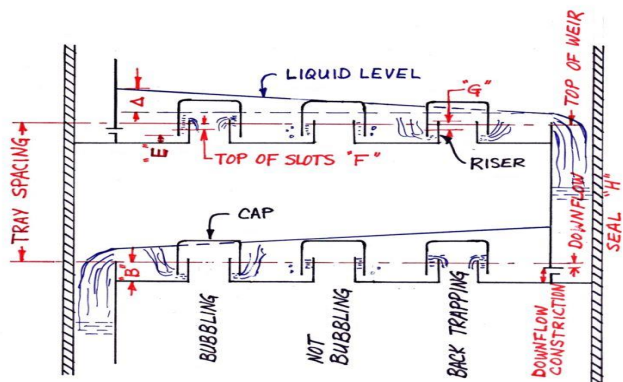 LIQUID LEVEL
"G"
TOP OF WEIR
Δ
"E"
TOP OF SLOTS "F"
RISER
TRAY SPACING
DOWNFLOW
SEAL "H"
CAP
"B"
BUBBLING
NOT
BUBBLING
BACK TRAPPING
DOWNFLOW
CONSTRICTION